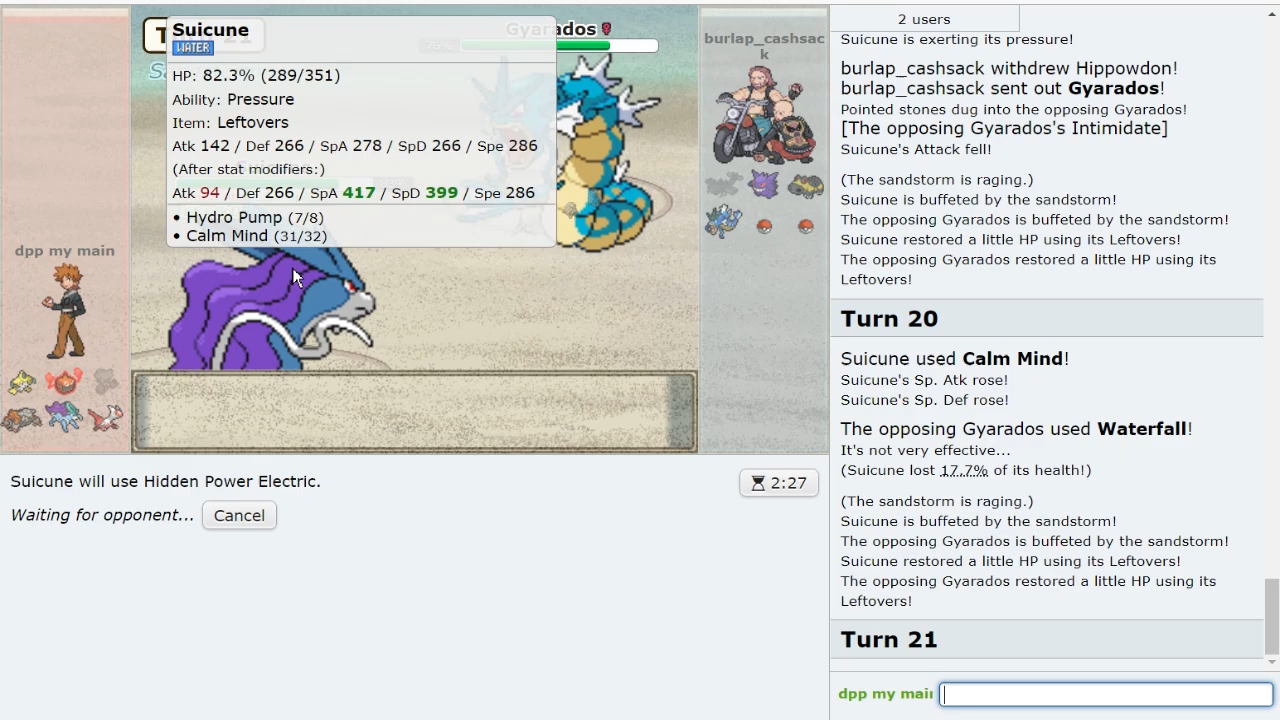 Suicune
WATER
HP: 82.3% (289/351)
Ability: Pressure
Item: Leftovers
Atk 142 / Def 266 / SpA 278 / SpD 266 / Spe 286
(After stat modifiers:)
Atk 94 / Def 266 / SpA 417 / SpD 399 / Spe 286
• Hydro Pump (7/8)
• Calm Mind (31/32)
Gyarados
dpp my main
burlap_cashsac
k
Suicune will use Hidden Power Electric.
Waiting for opponent... Cancel
2:27
2 users
Suicune is exerting its pressure!
burlap_cashsack withdrew Hippowdon!
burlap_cashsack sent out Gyarados!
Pointed stones dug into the opposing Gyarados!
[The opposing Gyarados's Intimidate]
Suicune's Attack fell!
(The sandstorm is raging.)
Suicune is buffeted by the sandstorm!
The opposing Gyarados is buffeted by the sandstorm!
Suicune restored a little HP using its Leftovers!
The opposing Gyarados restored a little HP using its
Leftovers!
Turn 20
Suicune used Calm Mind!
Suicune's Sp. Atk rose!
Suicune's Sp. Def rose!
The opposing Gyarados used Waterfall!
It's not very effective...
(Suicune lost 17.7% of its health!)
(The sandstorm is raging.)
Suicune is buffeted by the sandstorm!
The opposing Gyarados is buffeted by the sandstorm!
Suicune restored a little HP using its Leftovers!
The opposing Gyarados restored a little HP using its
Leftovers!
Turn 21
dpp my mai